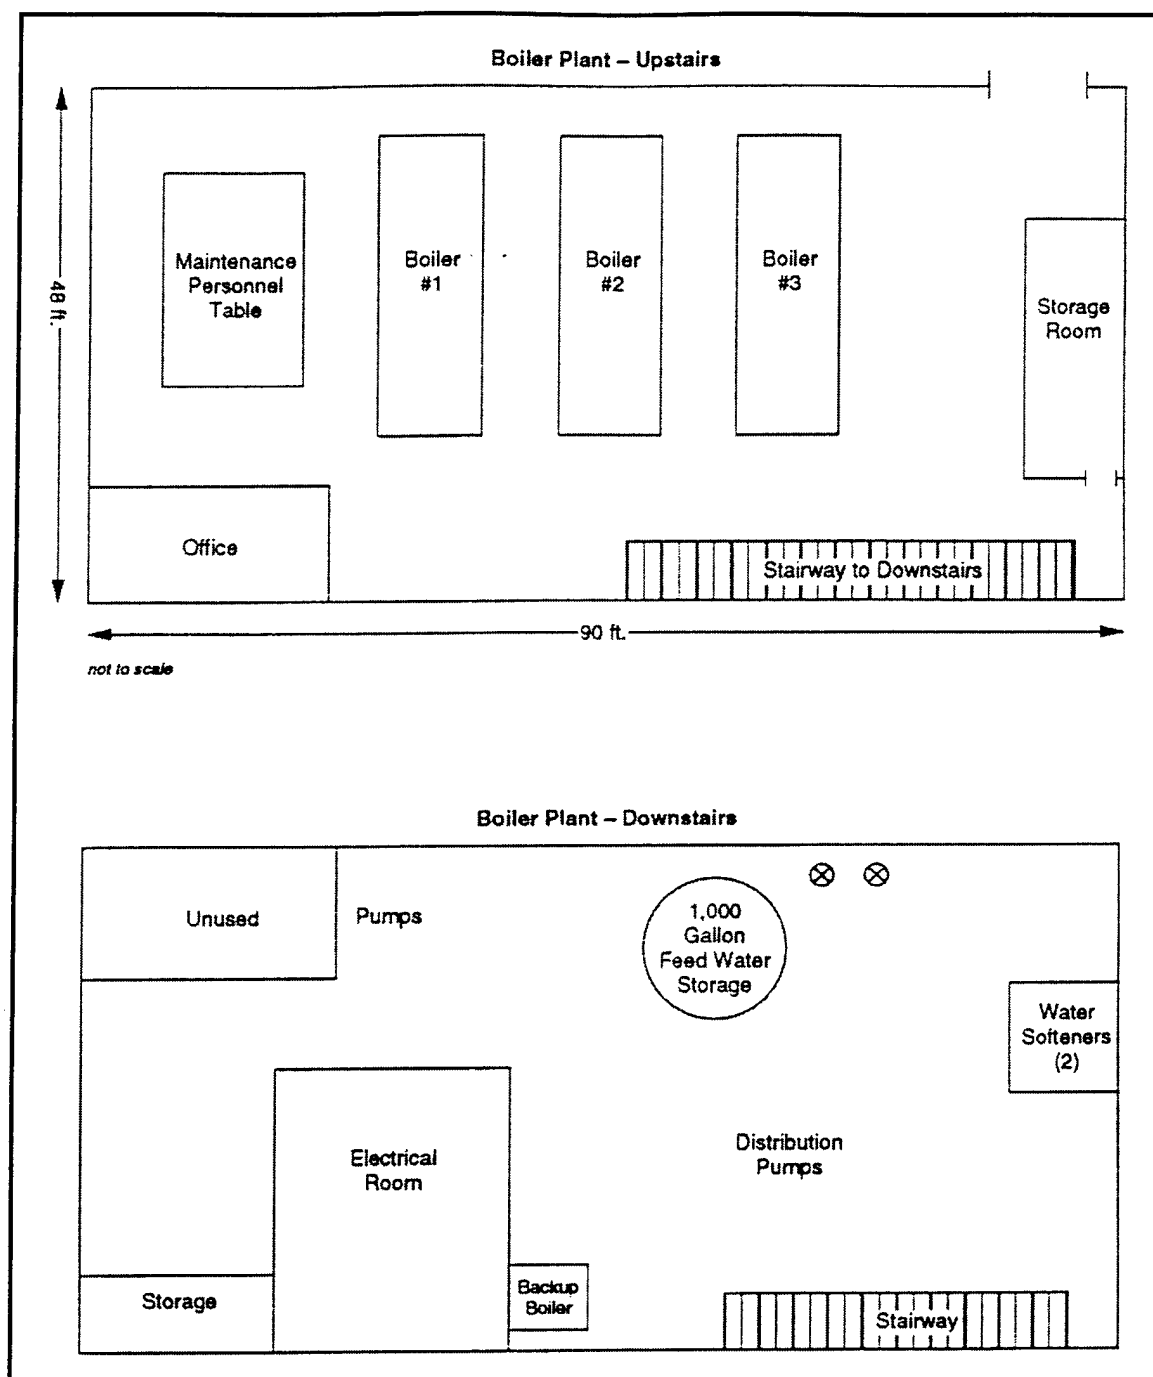 Boiler Plant – Upstairs
Maintenance
Personnel
Table
Boiler
#1
Boiler
#2
Boiler
#3
Storage
Room
48 ft.
Office
Stairway to Downstairs
90 ft.
not to scale
Boiler Plant – Downstairs
Unused
Pumps
1,000
Gallon
Feed Water
Storage
Water
Softeners
(2)
Electrical
Room
Distribution
Pumps
Storage
Backup
Boiler
Stairway